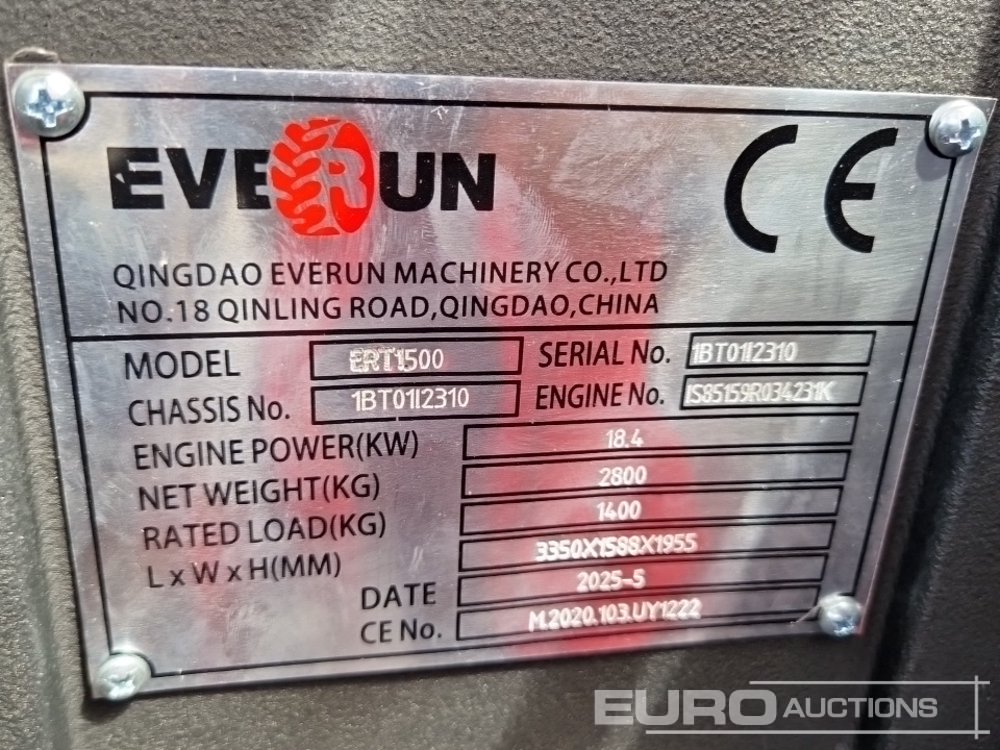 EVERUN
CE
QINGDAO EVERUN MACHINERY CO.,LTD
NO.18 QINLING ROAD,QINGDAO,CHINA
MODEL ERT1500 SERIAL No. 1BT01I2310
CHASSIS No. 1BT01I2310 ENGINE No. IS85159R034231K
ENGINE POWER(KW) 18.4
NET WEIGHT(KG) 2800
RATED LOAD(KG) 1400
L x W x H(MM) 3350X1588X1955
DATE 2025-5
CE No. M.2020.103.UY1222
EURO AUCTIONS